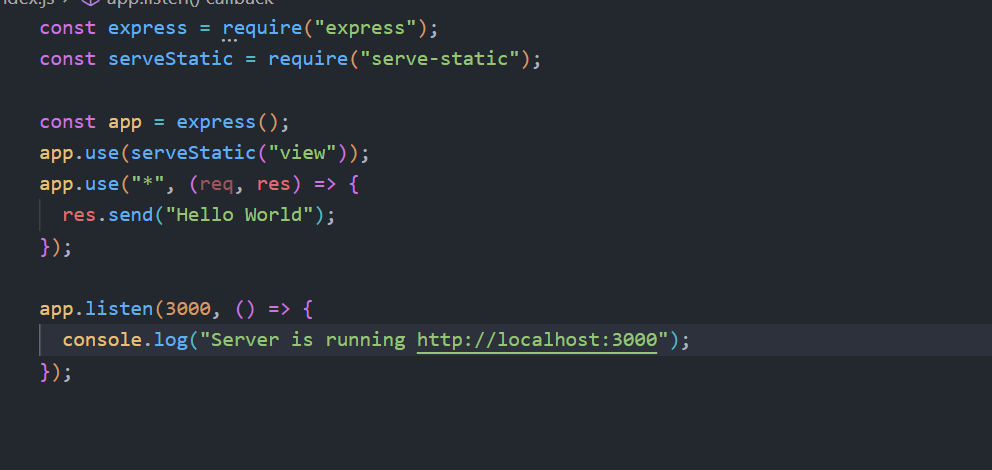 index.js > app.listen() callback
const express = require("express");
const serveStatic = require("serve-static");
const app = express();
app.use(serveStatic("view"));
app.use("*", (req, res) => {
res.send("Hello World");
});
app.listen(3000, () => {
console.log("Server is running http://localhost:3000");
});